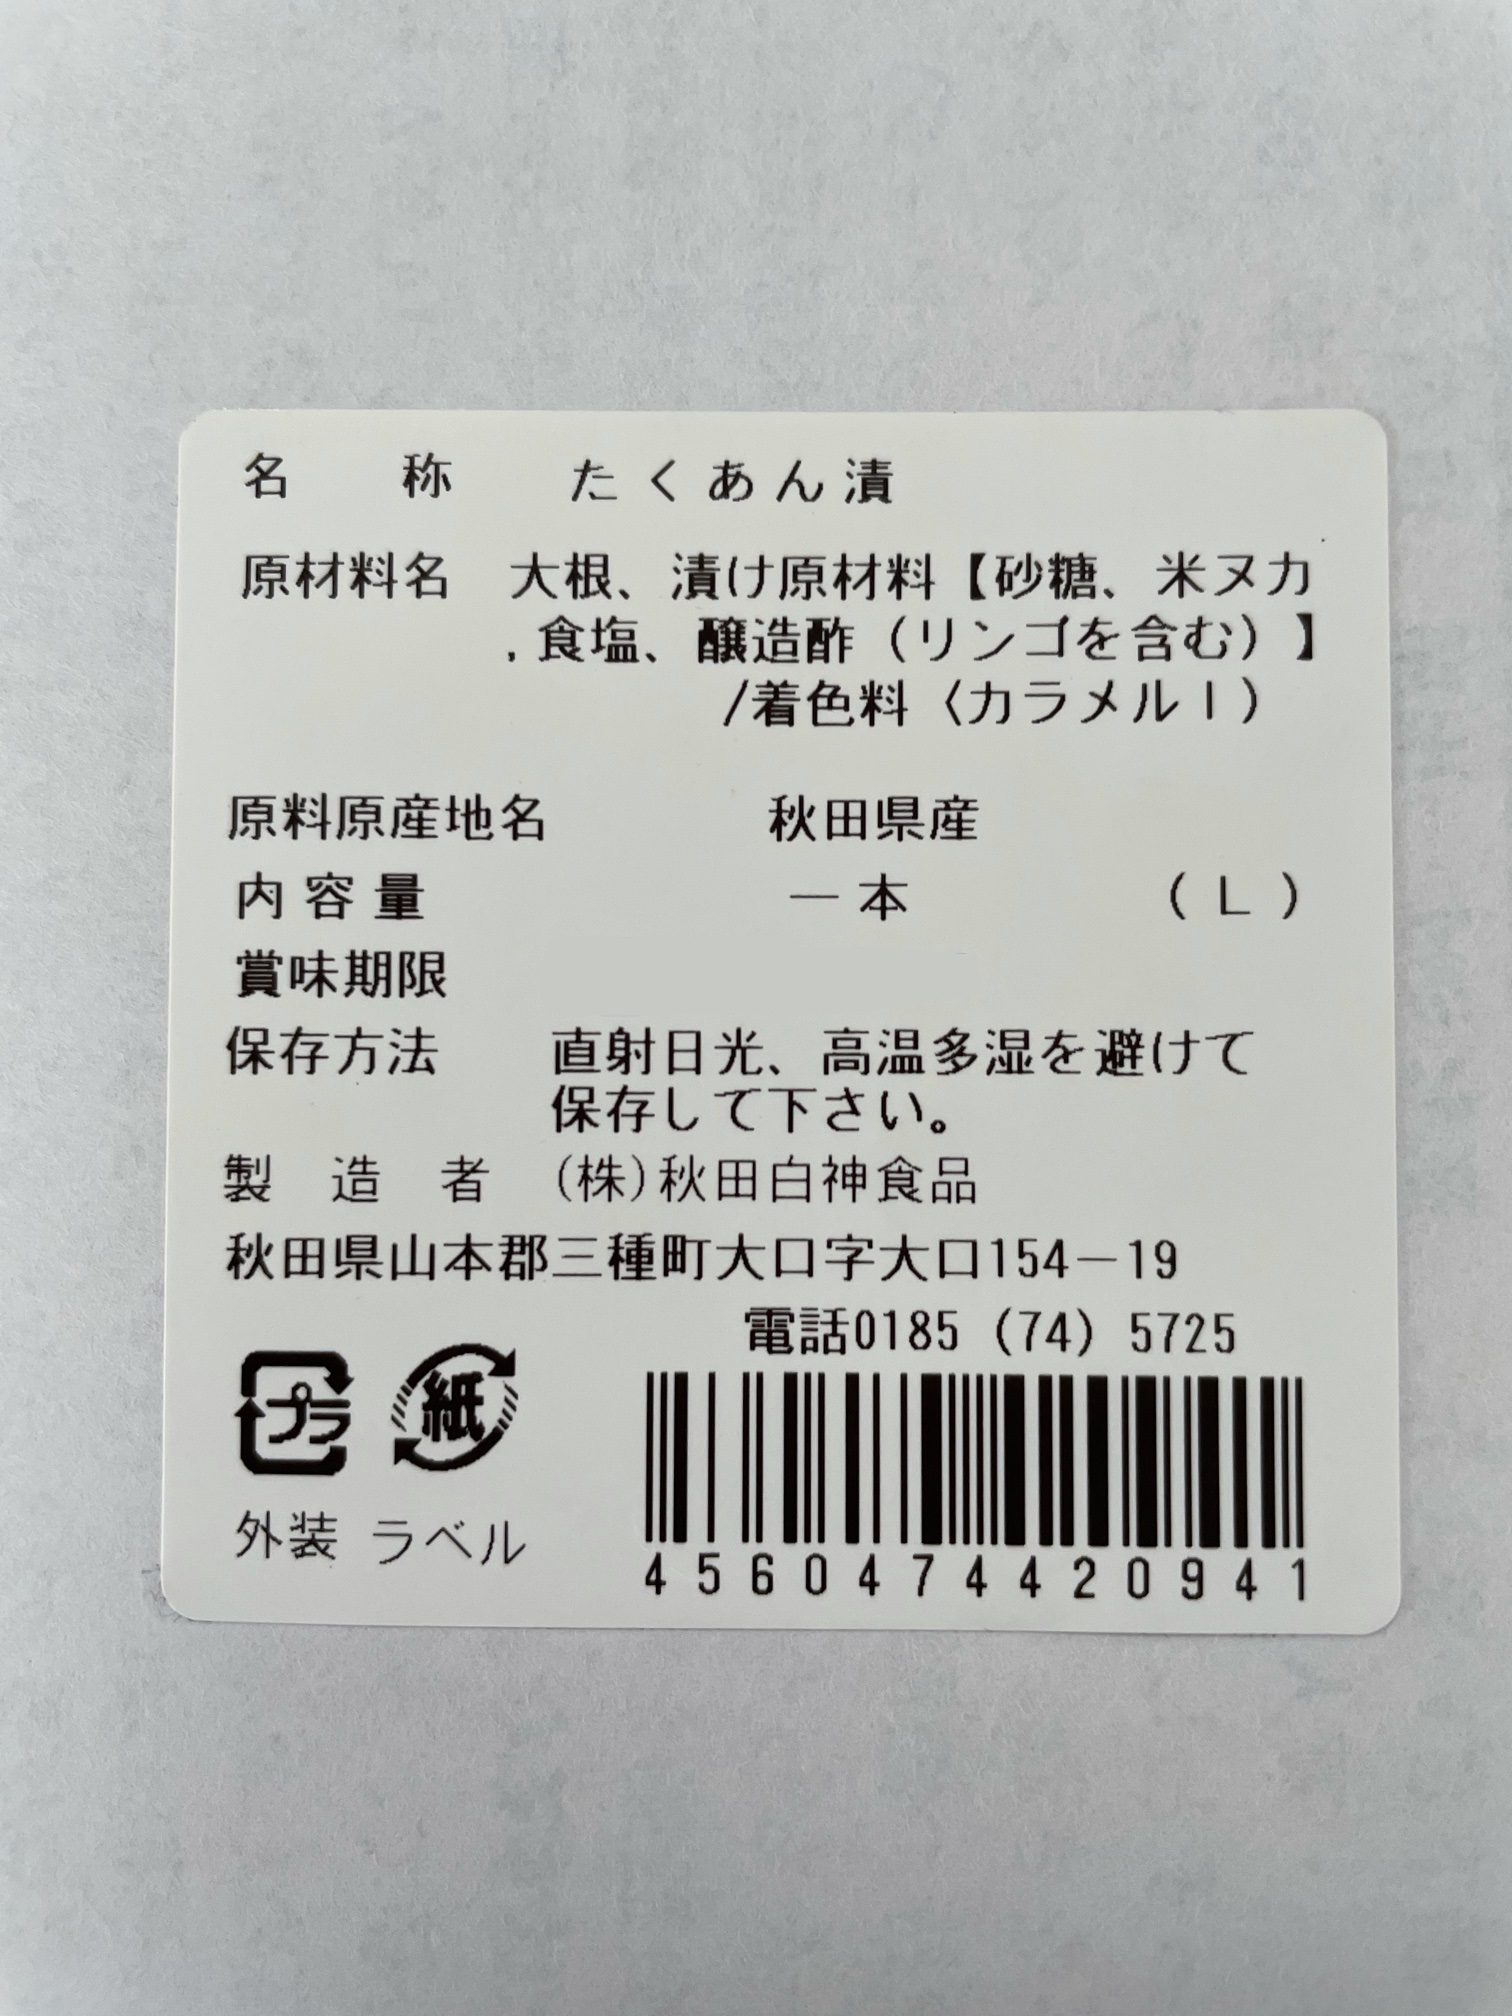 名称 たくあん漬
原材料名 大根、漬け原材料【砂糖、米ヌカ
,食塩、醸造酢（リンゴを含む）】
/着色料〈カラメルI）
原料原産地名 秋田県産
内容量 一本 (L)
賞味期限
保存方法 直射日光、高温多湿を避けて
保存して下さい。
製造者 (株)秋田白神食品
秋田県山本郡三種町大口字大口154－19
電話0185 (74) 5725
プラ 紙
外装 ラベル
4560474420941